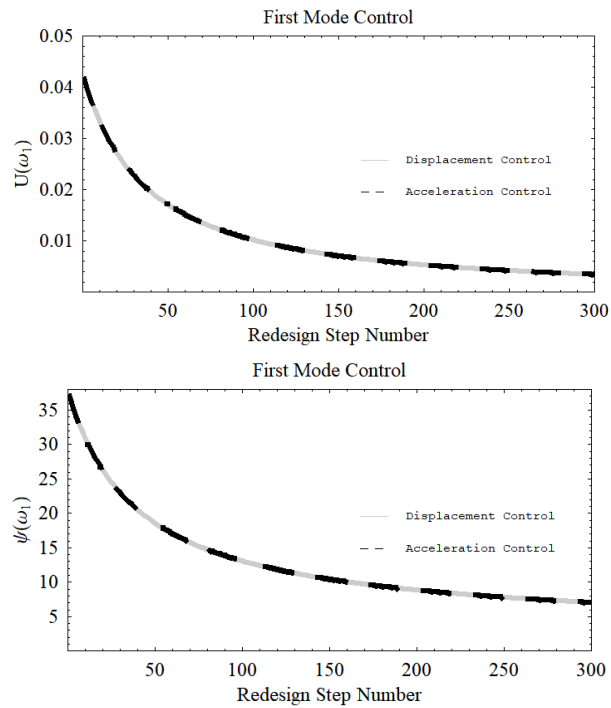 First Mode Control
0.05
0.04
0.03
0.02
0.01
U(ω₁)
Displacement Control
Acceleration Control
50 100 150 200 250 300
Redesign Step Number
First Mode Control
35
30
25
20
15
10
5
ψ(ω₁)
Displacement Control
Acceleration Control
50 100 150 200 250 300
Redesign Step Number